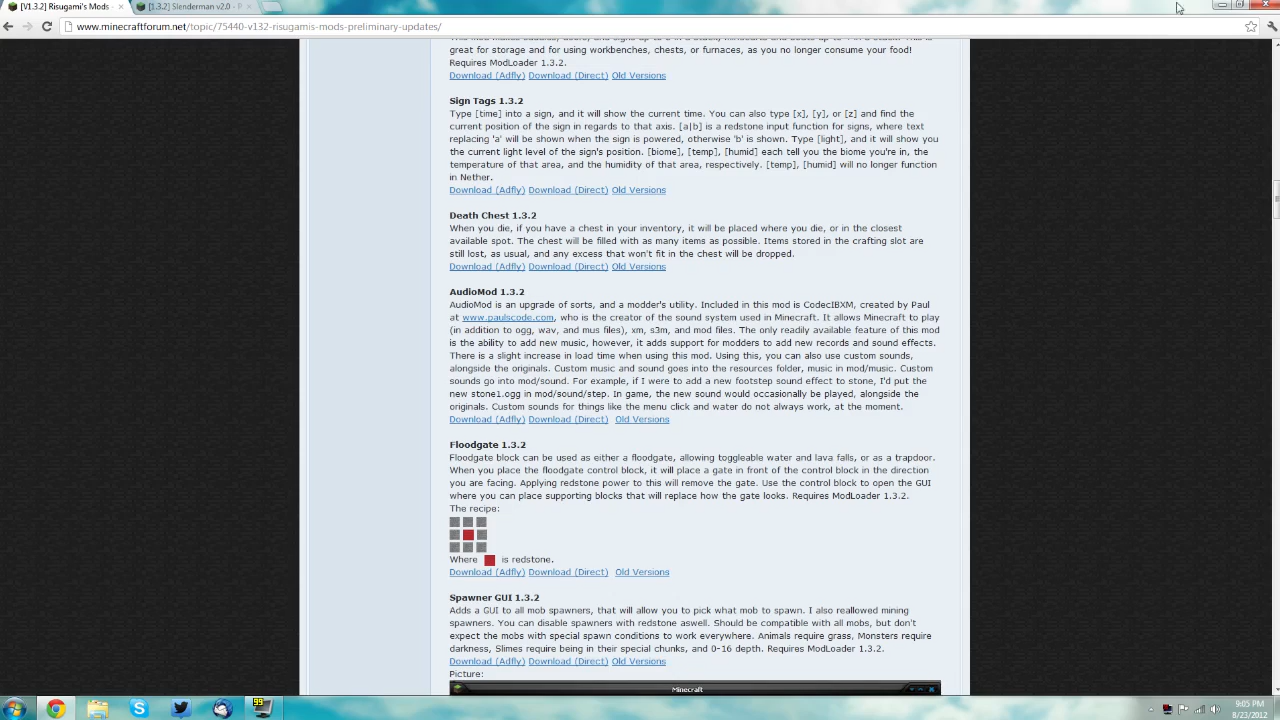 [V1.3.2] Risugami's Mods -
[1.3.2] Slenderman v2.0 - P
www.minecraftforum.net/topic/75440-v132-risugamis-mods-preliminary-updates/
great for storage and for using workbenches, chests, or furnaces, as you no longer consume your food!
Requires ModLoader 1.3.2.
Download (Adfly) Download (Direct) Old Versions
Sign Tags 1.3.2
Type [time] into a sign, and it will show the current time. You can also type [x], [y], or [z] and find the
current position of the sign in regards to that axis. [a|b] is a redstone input function for signs, where text
replacing 'a' will be shown when the sign is powered, otherwise 'b' is shown. Type [light], and it will show you
the current light level of the sign's position. [biome], [temp], [humid] each tell you the biome you're in, the
temperature of that area, and the humidity of that area, respectively. [temp], [humid] will no longer function
in Nether.
Download (Adfly) Download (Direct) Old Versions
Death Chest 1.3.2
When you die, if you have a chest in your inventory, it will be placed where you die, or in the closest
available spot. The chest will be filled with as many items as possible. Items stored in the crafting slot are
still lost, as usual, and any excess that won't fit in the chest will be dropped.
Download (Adfly) Download (Direct) Old Versions
AudioMod 1.3.2
AudioMod is an upgrade of sorts, and a modder's utility. Included in this mod is CodecIBXM, created by Paul
at www.paulscode.com, who is the creator of the sound system used in Minecraft. It allows Minecraft to play
(in addition to ogg, wav, and mus files), xm, s3m, and mod files. The only readily available feature of this mod
is the ability to add new music, however, it adds support for modders to add new records and sound effects.
There is a slight increase in load time when using this mod. Using this, you can also use custom sounds,
alongside the originals. Custom music and sound goes into the resources folder, music in mod/music. Custom
sounds go into mod/sound. For example, if I were to add a new footstep sound effect to stone, I'd put the
new stone1.ogg in mod/sound/step. In game, the new sound would occasionally be played, alongside the
originals. Custom sounds for things like the menu click and water do not always work, at the moment.
Download (Adfly) Download (Direct) Old Versions
Floodgate 1.3.2
Floodgate block can be used as either a floodgate, allowing toggleable water and lava falls, or as a trapdoor.
When you place the floodgate control block, it will place a gate in front of the control block in the direction
you are facing. Applying redstone power to this will remove the gate. Use the control block to open the GUI
where you can place supporting blocks that will replace how the gate looks. Requires ModLoader 1.3.2.
The recipe:
Where is redstone.
Download (Adfly) Download (Direct) Old Versions
Spawner GUI 1.3.2
Adds a GUI to all mob spawners, that will allow you to pick what mob to spawn. I also reallowed mining
spawners. You can disable spawners with redstone aswell. Should be compatible with all mobs, but don't
expect the mobs with special spawn conditions to work everywhere. Animals require grass, Monsters require
darkness, Slimes require being in their special chunks, and 0-16 depth. Requires ModLoader 1.3.2.
Download (Adfly) Download (Direct) Old Versions
Picture:
Minecraft
99
9:05 PM
8/23/2012